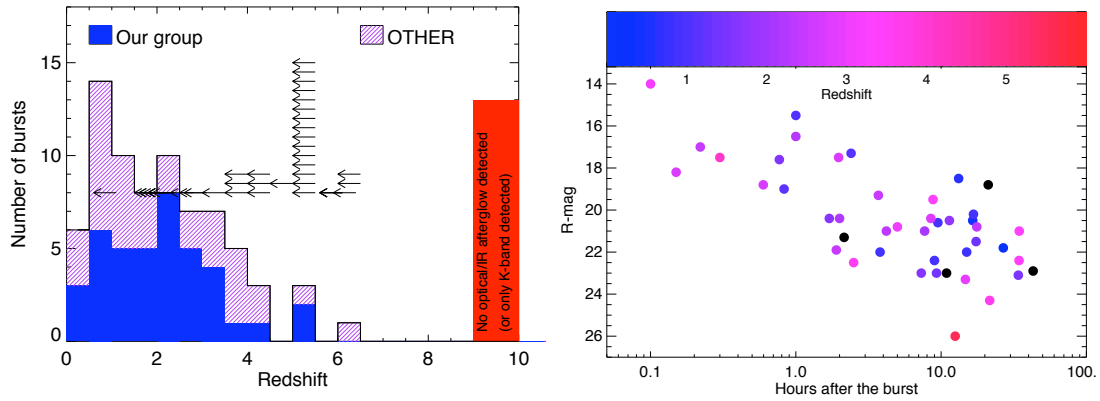 Our group
OTHER
Number of bursts
15
10
5
0
No optical/IR afterglow detected
(or only K-band detected)
0 2 4 6 8 10
Redshift
1 2 3 4 5
Redshift
R-mag
14
16
18
20
22
24
26
0.1 1.0 10.0 100.
Hours after the burst